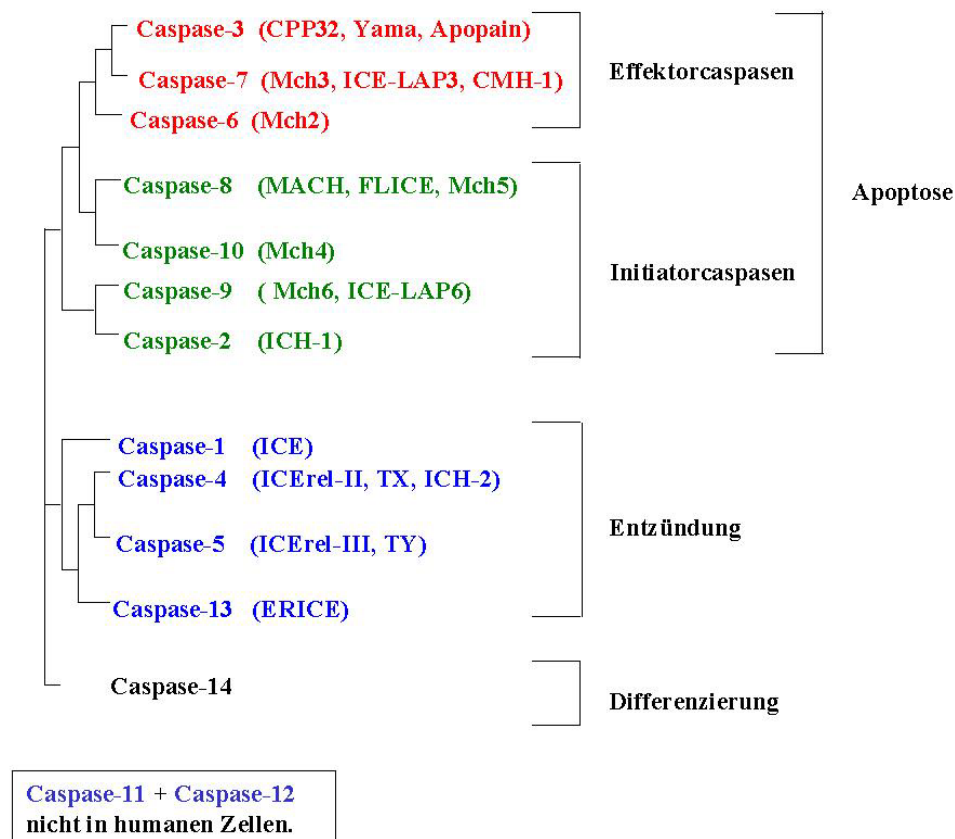 Caspase-3 (CPP32, Yama, Apopain)
Caspase-7 (Mch3, ICE-LAP3, CMH-1)
Caspase-6 (Mch2)
Effektorcaspasen
Caspase-8 (MACH, FLICE, Mch5)
Caspase-10 (Mch4)
Caspase-9 ( Mch6, ICE-LAP6)
Caspase-2 (ICH-1)
Initiatorcaspasen
Apoptose
Caspase-1 (ICE)
Caspase-4 (ICErel-II, TX, ICH-2)
Caspase-5 (ICErel-III, TY)
Caspase-13 (ERICE)
Entzündung
Caspase-14
Differenzierung
Caspase-11 + Caspase-12
nicht in humanen Zellen.